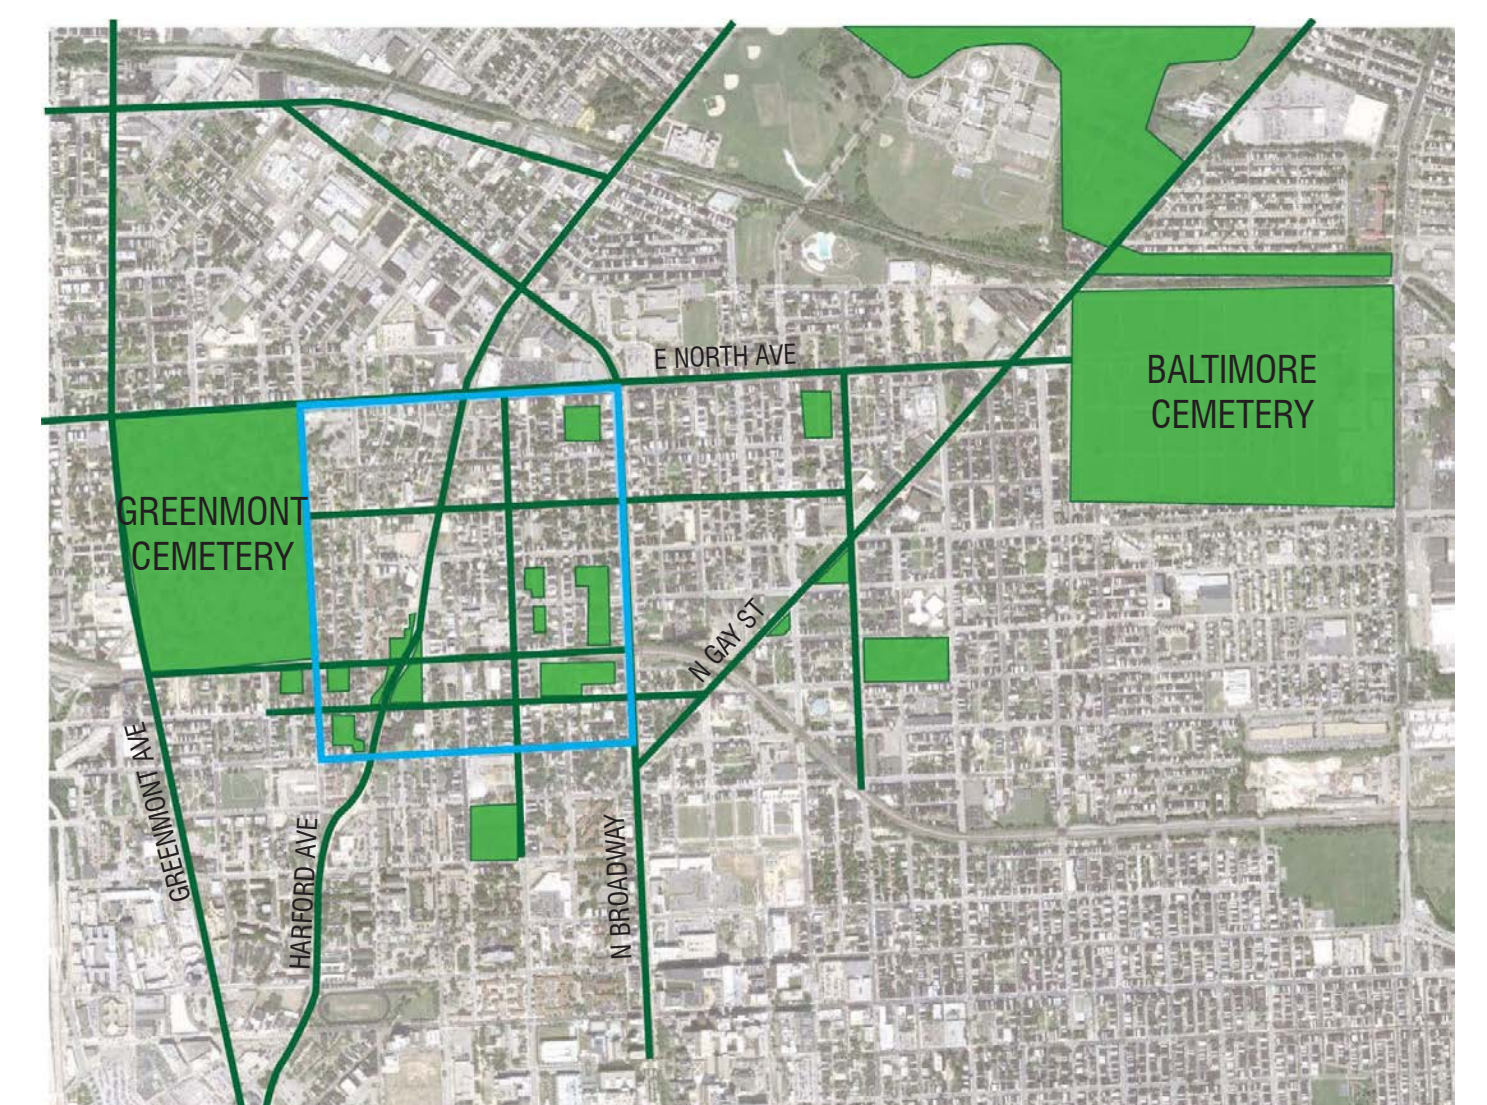 E NORTH AVE
BALTIMORE
CEMETERY
GREENMONT
CEMETERY
N GAY ST
GREENMONT AVE
HARFORD AVE
N BROADWAY